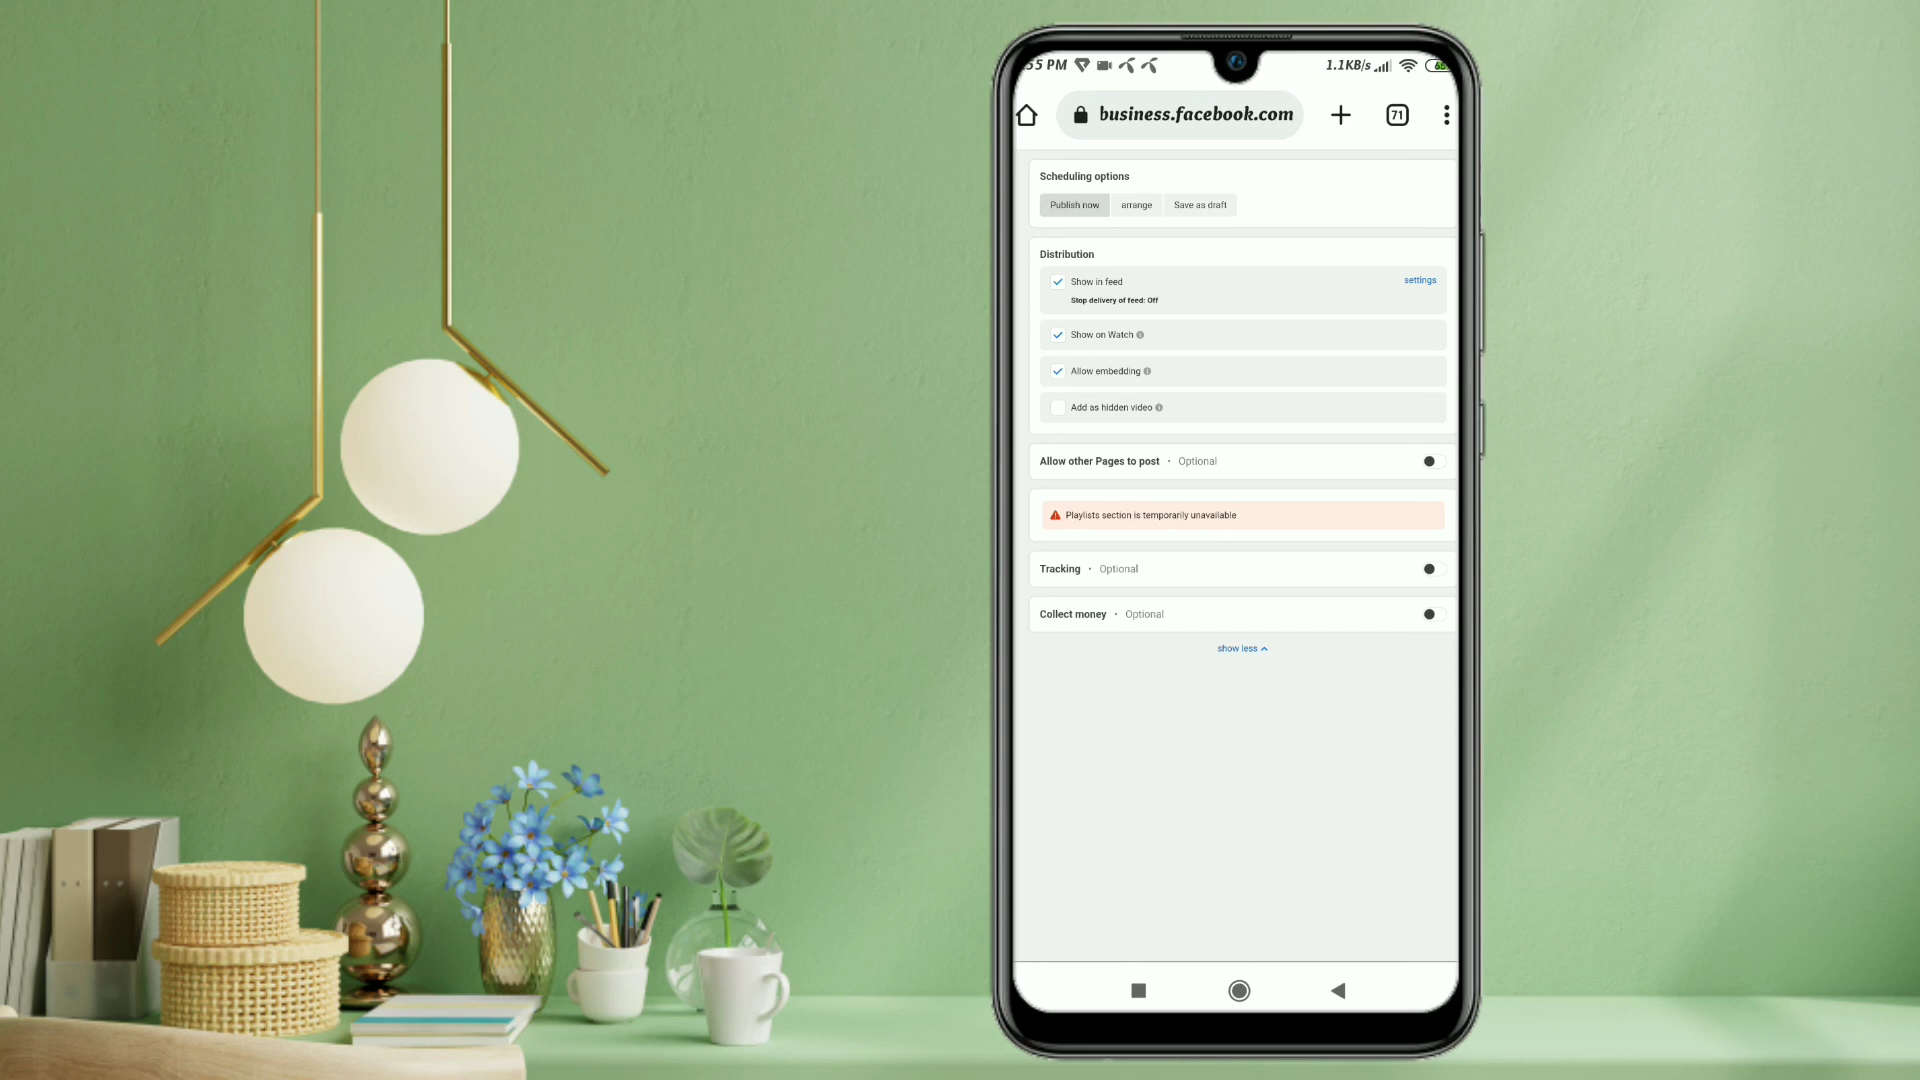 55 PM 1.1KB/s
business.facebook.com 71
Scheduling options
Publish now arrange Save as draft
Distribution
Show in feed settings
Stop delivery of feed: Off
Show on Watch
Allow embedding
Add as hidden video
Allow other Pages to post • Optional
Playlists section is temporarily unavailable
Tracking • Optional
Collect money • Optional
show less